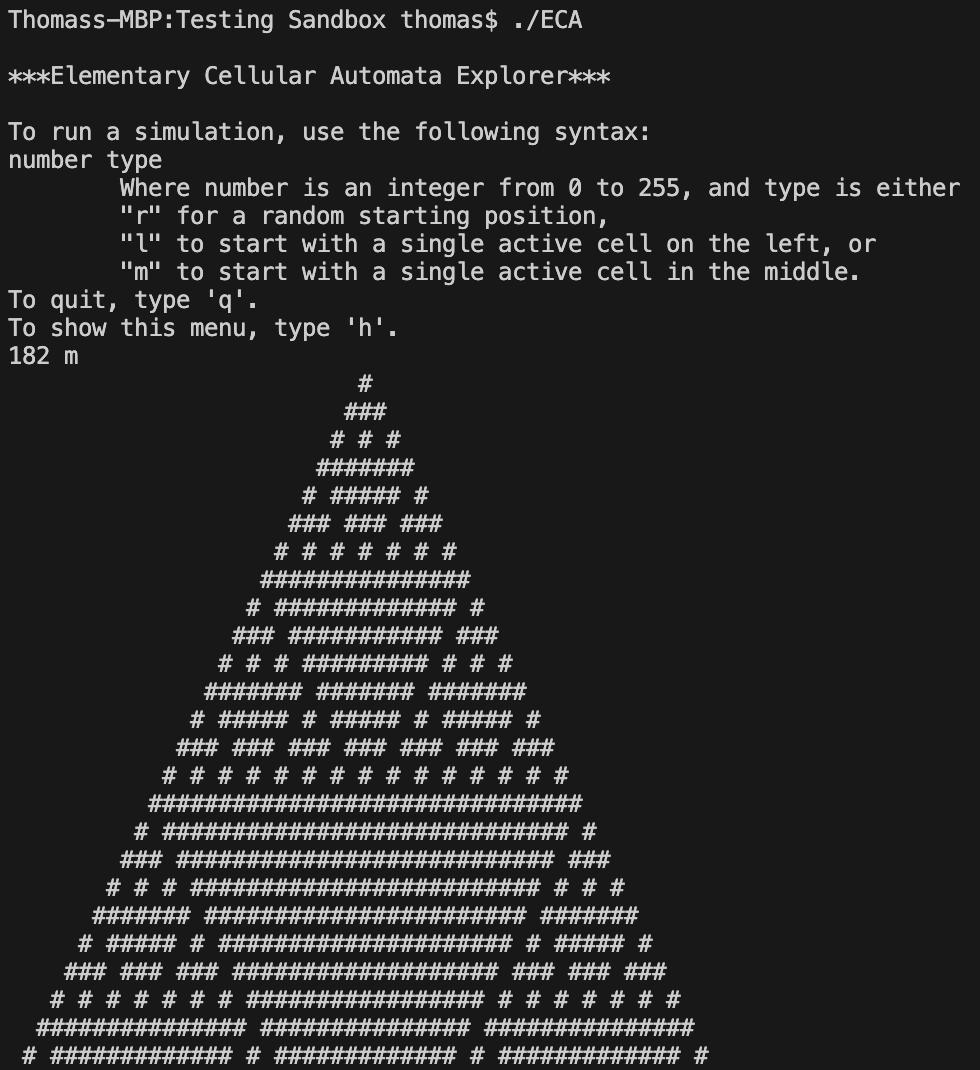 Thomass-MBP:Testing Sandbox thomas$ ./ECA
***Elementary Cellular Automata Explorer***
To run a simulation, use the following syntax:
number type
        Where number is an integer from 0 to 255, and type is either
        "r" for a random starting position,
        "l" to start with a single active cell on the left, or
        "m" to start with a single active cell in the middle.
To quit, type 'q'.
To show this menu, type 'h'.
182 m
                         #
                        ###
                       # # #
                      #######
                     # ##### #
                    ### ### ###
                   # # # # # # #
                  ###############
                 # ############# #
                ### ########### ###
               # # # ######### # # #
              ####### ####### #######
             # ##### # ##### # ##### #
            ### ### ### ### ### ### ###
           # # # # # # # # # # # # # # #
          ###############################
         # ############################# #
        ### ########################### ###
       # # # ######################### # # #
      ####### ####################### #######
     # ##### # ##################### # ##### #
    ### ### ### ################### ### ### ###
   # # # # # # # ################# # # # # # # #
  ############### ############### ###############
 # ############# # ############# # ############# #